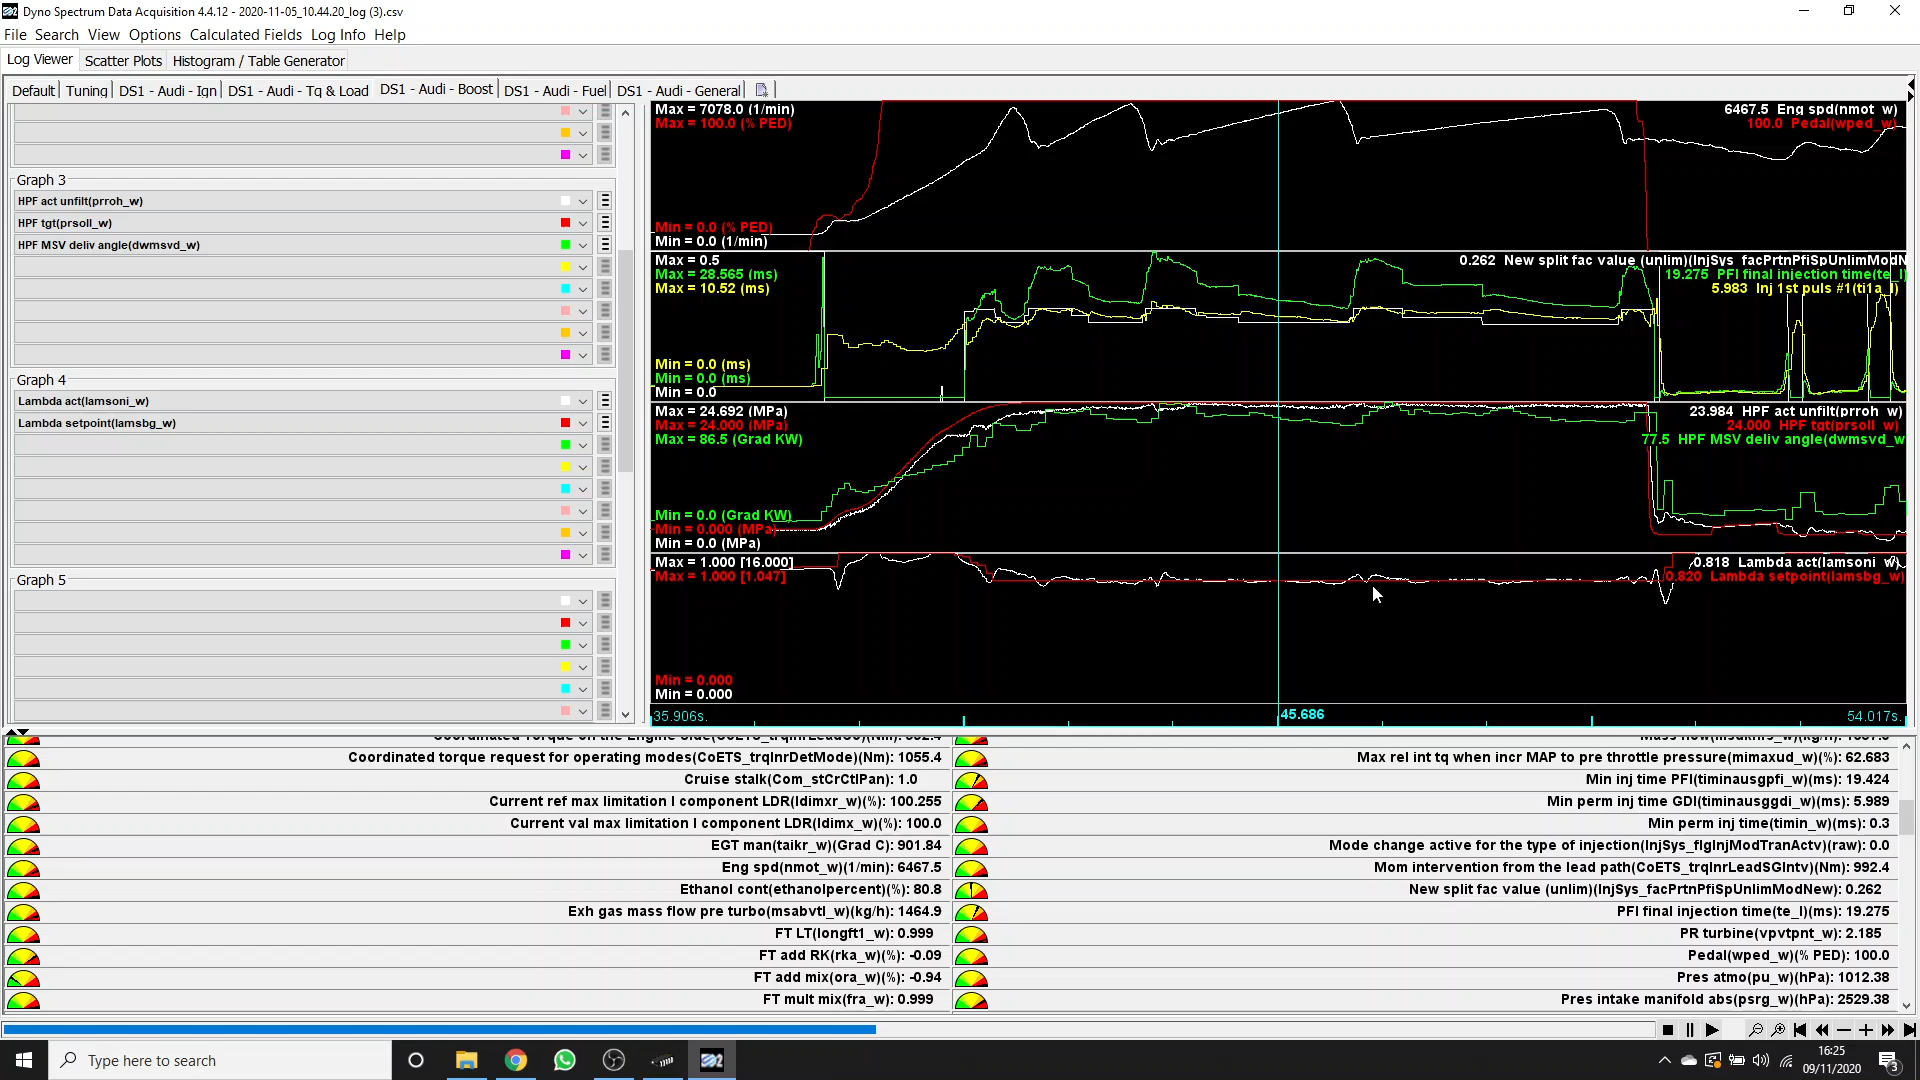 Dyno Spectrum Data Acquisition 4.4.12 - 2020-11-05_10.44.20_log (3).csv
File Search View Options Calculated Fields Log Info Help
Log Viewer Scatter Plots Histogram / Table Generator
Default Tuning DS1 - Audi - Ign DS1 - Audi - Tq & Load DS1 - Audi - Boost DS1 - Audi - Fuel DS1 - Audi - General
Graph 3
HPF act unfilt(prroh_w)
HPF tgt(prsoll_w)
HPF MSV deliv angle(dwmsvd_w)
Graph 4
Lambda act(lamsoni_w)
Lambda setpoint(lamsbg_w)
Graph 5
Max = 7078.0 (1/min)
Max = 100.0 (% PED)
6467.5 Eng spd(nmot_w)
100.0 Pedal(wped_w)
Min = 0.0 (% PED)
Min = 0.0 (1/min)
Max = 0.5
Max = 28.565 (ms)
Max = 10.52 (ms)
0.262 New split fac value (unlim)(InjSys_facPrtnPfiSpUnlimModN
19.275 PFI final injection time(te_l)
5.983 Inj 1st puls #1(ti1a_l)
Min = 0.0 (ms)
Min = 0.0 (ms)
Min = 0.0
Max = 24.692 (MPa)
Max = 24.000 (MPa)
Max = 86.5 (Grad KW)
23.984 HPF act unfilt(prroh_w)
24.000 HPF tgt(prsoll_w)
77.5 HPF MSV deliv angle(dwmsvd_w
Min = 0.0 (Grad KW)
Min = 0.000 (MPa)
Min = 0.0 (MPa)
Max = 1.000 [16.000]
Max = 1.000 [1.047]
0.818 Lambda act(lamsoni_w)
0.820 Lambda setpoint(lamsbg_w)
Min = 0.000
Min = 0.000
35.906s.
45.686
54.017s.
Coordinated torque request for operating modes(CoETS_trqInrDetMode)(Nm): 1055.4
Cruise stalk(Com_stCrCtlPan): 1.0
Current ref max limitation I component LDR(ldimxr_w)(%): 100.255
Current val max limitation I component LDR(ldimx_w)(%): 100.0
EGT man(taikr_w)(Grad C): 901.84
Eng spd(nmot_w)(1/min): 6467.5
Ethanol cont(ethanolpercent)(%): 80.8
Exh gas mass flow pre turbo(msabvtl_w)(kg/h): 1464.9
FT LT(longft1_w): 0.999
FT add RK(rka_w)(%): -0.09
FT add mix(ora_w)(%): -0.94
FT mult mix(fra_w): 0.999
Max rel int tq when incr MAP to pre throttle pressure(mimaxud_w)(%): 62.683
Min inj time PFI(timinausgpfi_w)(ms): 19.424
Min perm inj time GDI(timinausggdi_w)(ms): 5.989
Min perm inj time(timin_w)(ms): 0.3
Mode change active for the type of injection(InjSys_flgInjModTranActv)(raw): 0.0
Mom intervention from the lead path(CoETS_trqInrLeadSGIntv)(Nm): 992.4
New split fac value (unlim)(InjSys_facPrtnPfiSpUnlimModNew): 0.262
PFI final injection time(te_l)(ms): 19.275
PR turbine(vpvtpnt_w): 2.185
Pedal(wped_w)(% PED): 100.0
Pres atmo(pu_w)(hPa): 1012.38
Pres intake manifold abs(psrg_w)(hPa): 2529.38
Type here to search
16:25
09/11/2020
3